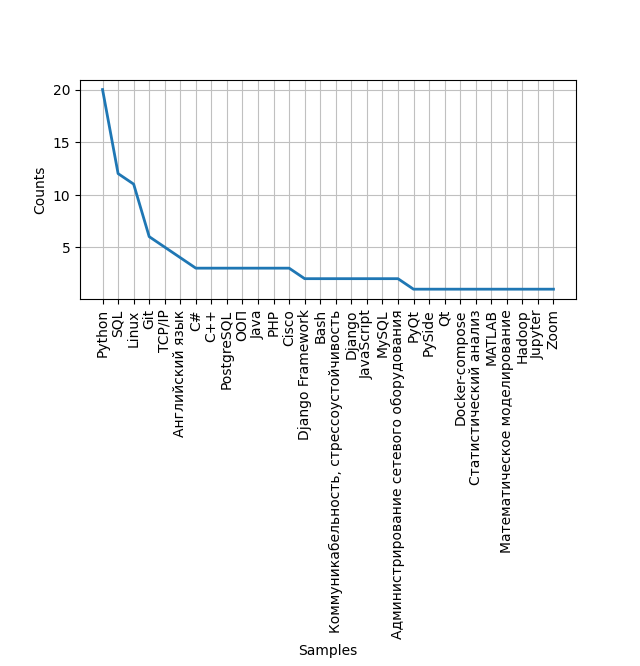 20
15
10
5
Counts
Python
SQL
Linux
Git
TCP/IP
Английский язык
C#
C++
PostgreSQL
ООП
Java
PHP
Cisco
Django Framework
Bash
Коммуникабельность, стрессоустойчивость
Django
JavaScript
MySQL
Администрирование сетевого оборудования
PyQt
PySide
Qt
Docker-compose
Статистический анализ
MATLAB
Математическое моделирование
Hadoop
Jupyter
Zoom
Samples